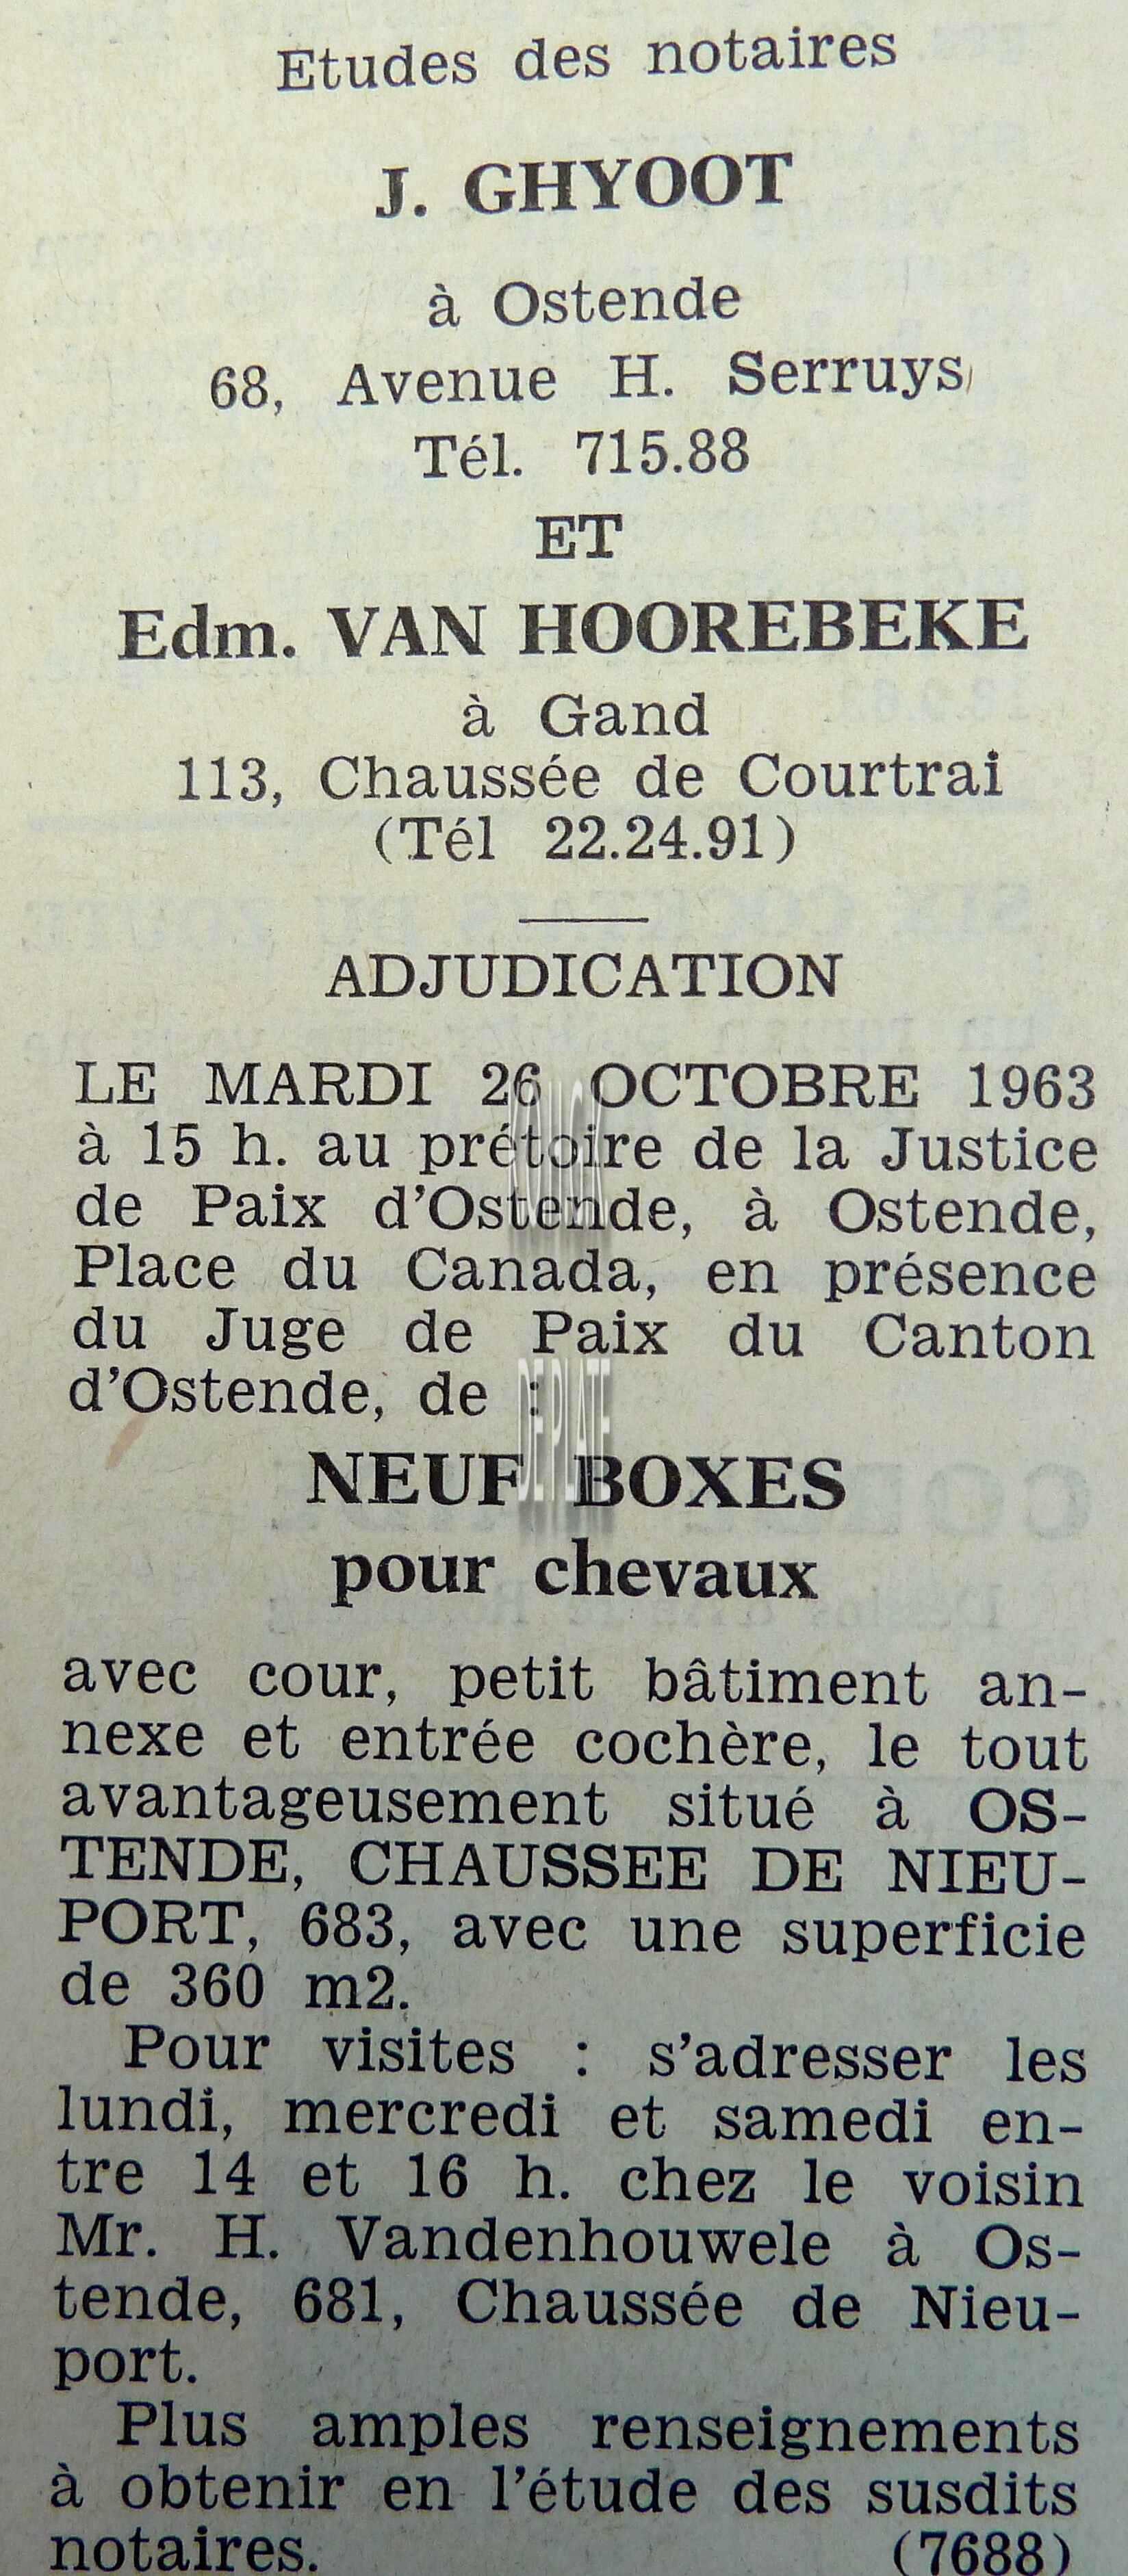 Etudes des notaires
J. GHYOOT
à Ostende
68, Avenue H. Serruys
Tél. 715.88
ET
Edm. VAN HOOREBEKE
à Gand
113, Chaussée de Courtrai
(Tél 22.24.91)
ADJUDICATION
LE MARDI 26 OCTOBRE 1963
à 15 h. au prétoire de la Justice
de Paix d'Ostende, à Ostende,
Place du Canada, en présence
du Juge de Paix du Canton
d'Ostende, de :
DE PLATE
NEUF BOXES
pour chevaux
avec cour, petit bâtiment an-
nexe et entrée cochère, le tout
avantageusement situé à OS-
TENDE, CHAUSSEE DE NIEU-
PORT, 683, avec une superficie
de 360 m2.
Pour visites : s'adresser les
lundi, mercredi et samedi en-
tre 14 et 16 h. chez le voisin
Mr. H. Vandenhouwele à Os-
tende, 681, Chaussée de Nieu-
port.
Plus amples renseignements
à obtenir en l'étude des susdits
notaires. (7688)